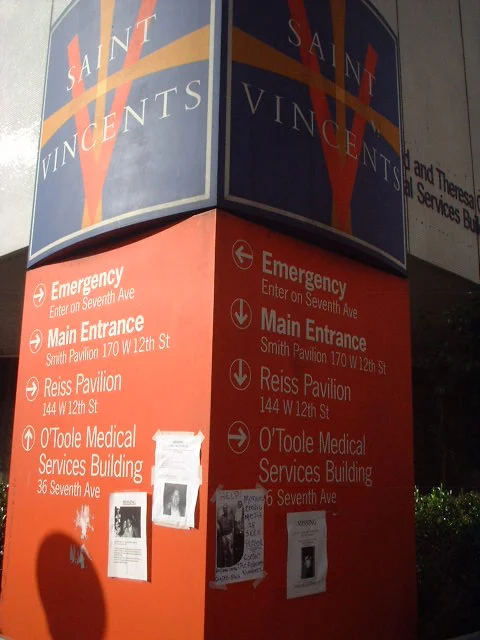 SAINT
VINCENTS
Emergency
Enter on Seventh Ave
Main Entrance
Smith Pavilion 170 W 12th St
Reiss Pavilion
144 W 12th St
O'Toole Medical
Services Building
36 Seventh Ave
MISSING
SAINT
VINCENTS
Emergency
Enter on Seventh Ave
Main Entrance
Smith Pavilion 170 W 12th St
Reiss Pavilion
144 W 12th St
O'Toole Medical
Services Building
6 Seventh Ave
HELP
MISSING
d and Theresa
al Services Bui